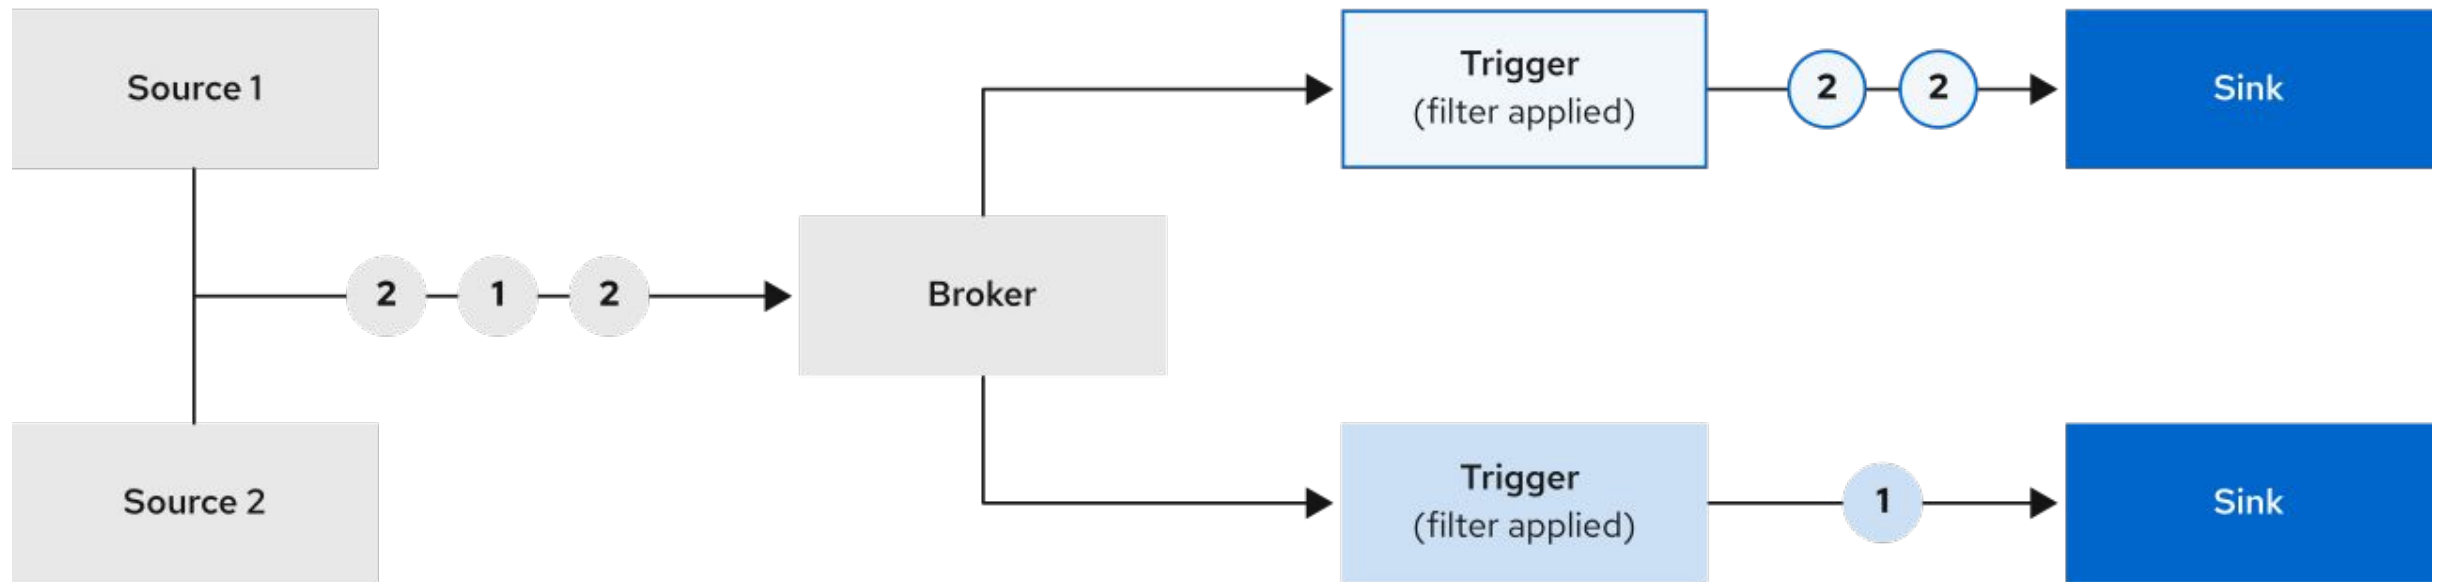 Source 1
Trigger
(filter applied)
2
2
Sink
2
1
2
Broker
Source 2
Trigger
(filter applied)
1
Sink